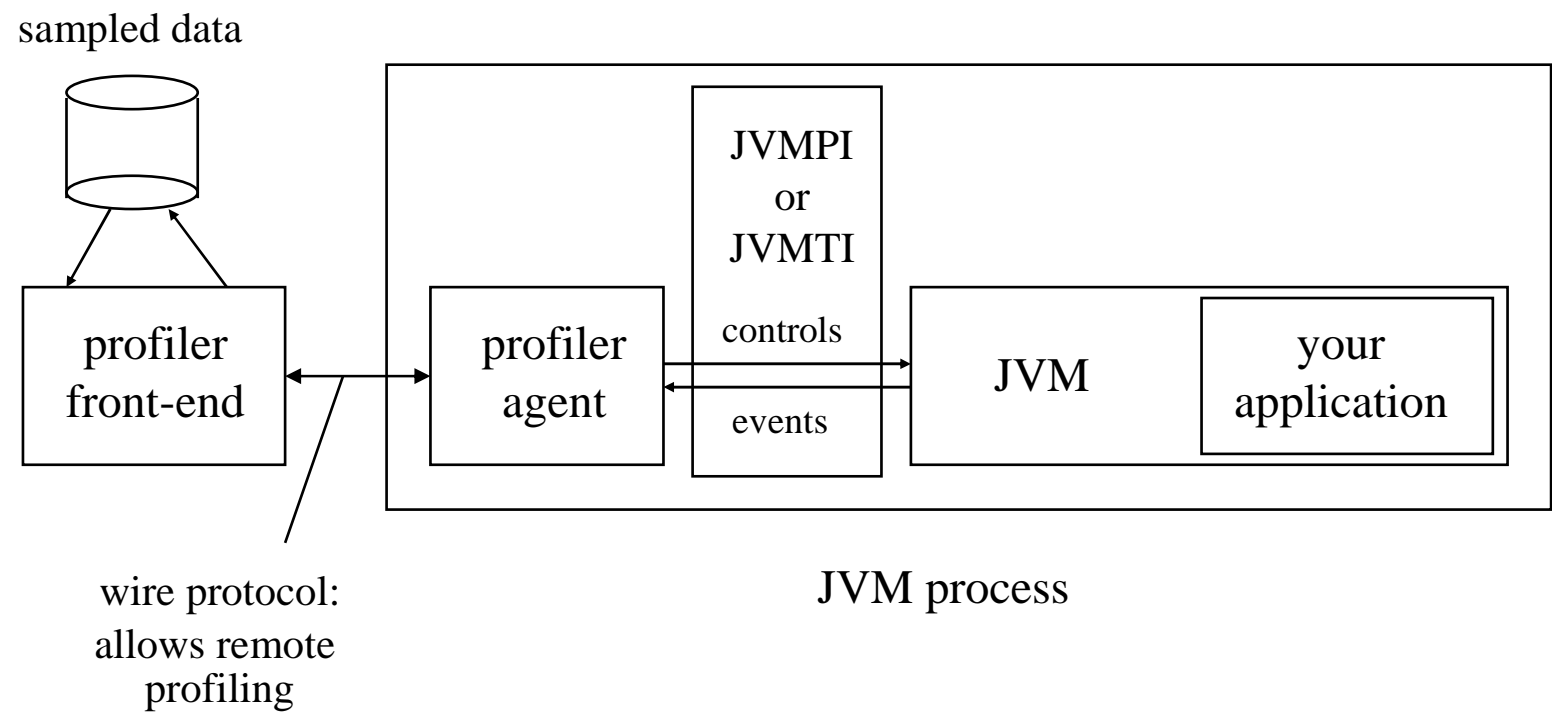 sampled data
JVMPI
or
JVMTI
profiler
front-end
profiler
agent
controls
events
JVM
your
application
wire protocol:
allows remote
profiling
JVM process